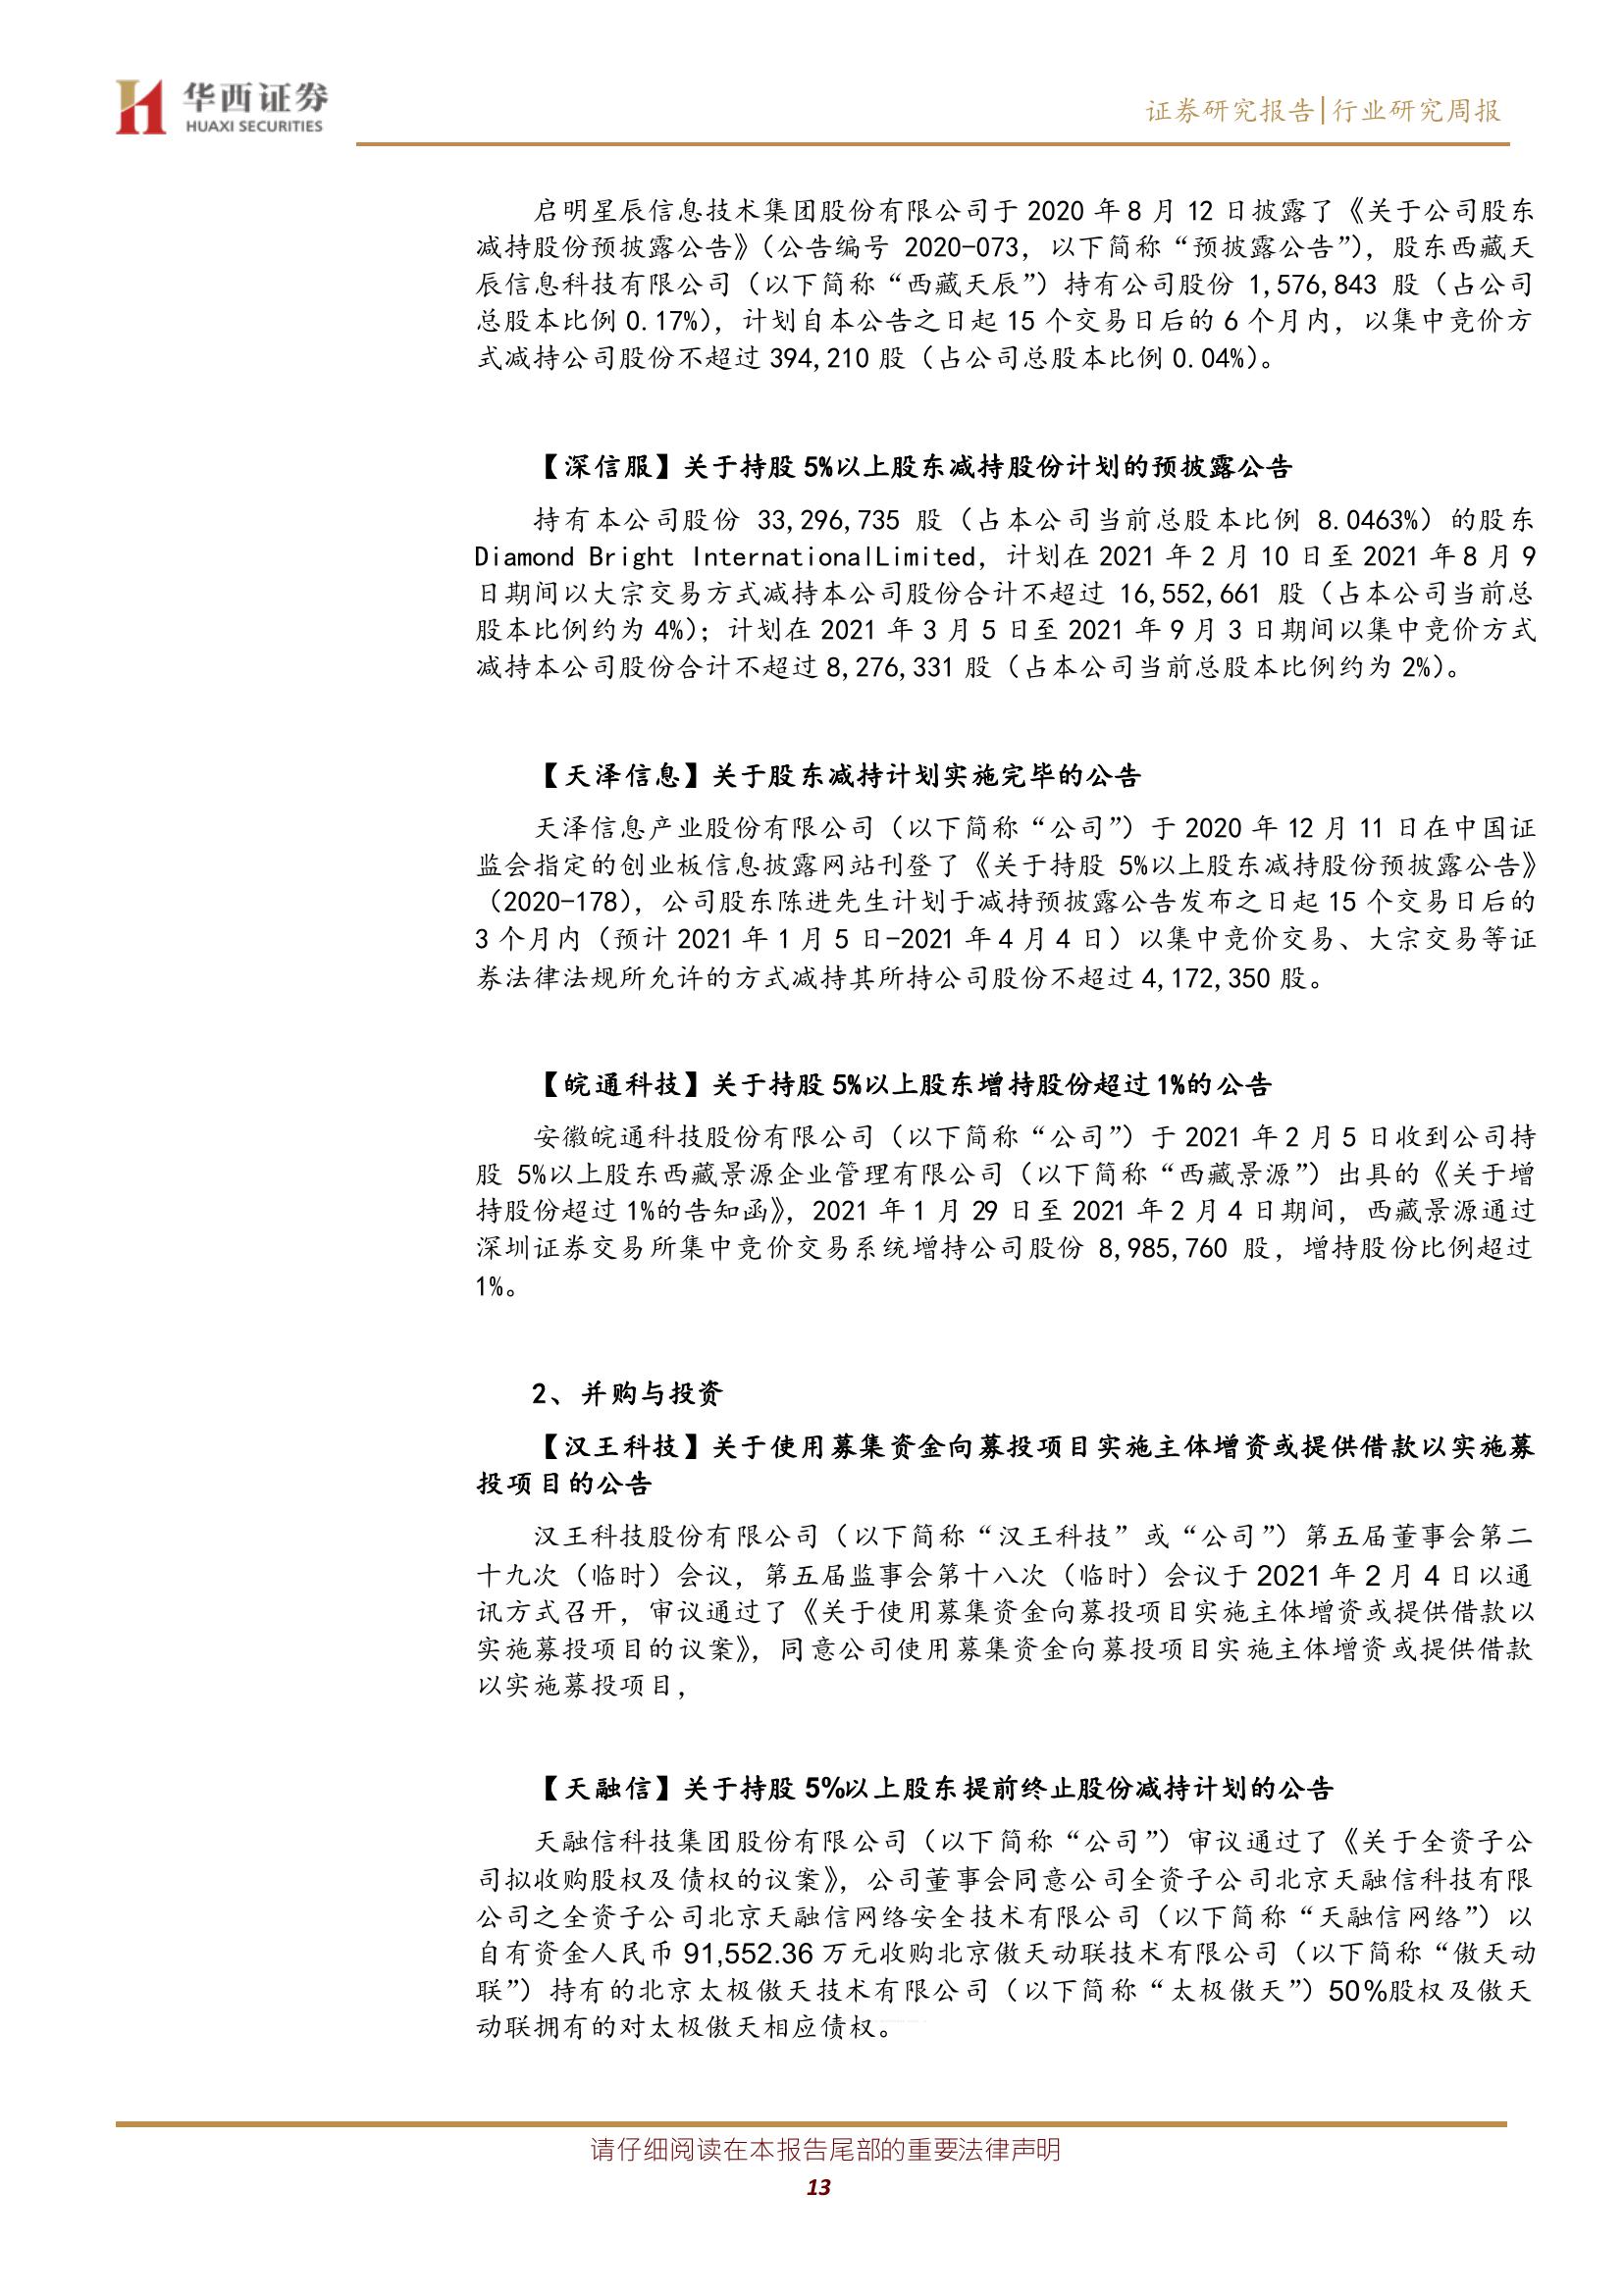 华西证券
HUAXI SECURITIES
证券研究报告|行业研究周报
启明星辰信息技术集团股份有限公司于 2020 年 8 月 12 日披露了《关于公司股东
减持股份预披露公告》（公告编号 2020-073，以下简称“预披露公告”），股东西藏天
辰信息科技有限公司（以下简称“西藏天辰”）持有公司股份 1,576,843 股（占公司
总股本比例 0.17%），计划自本公告之日起 15 个交易日后的 6 个月内，以集中竞价方
式减持公司股份不超过 394,210 股（占公司总股本比例 0.04%）。
【深信服】关于持股 5%以上股东减持股份计划的预披露公告
持有本公司股份 33,296,735 股（占本公司当前总股本比例 8.0463%）的股东
Diamond Bright InternationalLimited，计划在 2021 年 2 月 10 日至 2021 年 8 月 9
日期间以大宗交易方式减持本公司股份合计不超过 16,552,661 股（占本公司当前总
股本比例约为 4%）；计划在 2021 年 3 月 5 日至 2021 年 9 月 3 日期间以集中竞价方式
减持本公司股份合计不超过 8,276,331 股（占本公司当前总股本比例约为 2%）。
【天泽信息】关于股东减持计划实施完毕的公告
天泽信息产业股份有限公司（以下简称“公司”）于 2020 年 12 月 11 日在中国证
监会指定的创业板信息披露网站刊登了《关于持股 5%以上股东减持股份预披露公告》
（2020-178），公司股东陈进先生计划于减持预披露公告发布之日起 15 个交易日后的
3 个月内（预计 2021 年 1 月 5 日-2021 年 4 月 4 日）以集中竞价交易、大宗交易等证
券法律法规所允许的方式减持其所持公司股份不超过 4,172,350 股。
【皖通科技】关于持股 5%以上股东增持股份超过 1%的公告
安徽皖通科技股份有限公司（以下简称“公司”）于 2021 年 2 月 5 日收到公司持
股 5%以上股东西藏景源企业管理有限公司（以下简称“西藏景源”）出具的《关于增
持股份超过 1%的告知函》，2021 年 1 月 29 日至 2021 年 2 月 4 日期间，西藏景源通过
深圳证券交易所集中竞价交易系统增持公司股份 8,985,760 股，增持股份比例超过
1%。
2、并购与投资
【汉王科技】关于使用募集资金向募投项目实施主体增资或提供借款以实施募
投项目的公告
汉王科技股份有限公司（以下简称“汉王科技”或“公司”）第五届董事会第二
十九次（临时）会议，第五届监事会第十八次（临时）会议于 2021 年 2 月 4 日以通
讯方式召开，审议通过了《关于使用募集资金向募投项目实施主体增资或提供借款以
实施募投项目的议案》，同意公司使用募集资金向募投项目实施主体增资或提供借款
以实施募投项目，
【天融信】关于持股 5%以上股东提前终止股份减持计划的公告
天融信科技集团股份有限公司（以下简称“公司”）审议通过了《关于全资子公
司拟收购股权及债权的议案》，公司董事会同意公司全资子公司北京天融信科技有限
公司之全资子公司北京天融信网络安全技术有限公司（以下简称“天融信网络”）以
自有资金人民币 91,552.36 万元收购北京傲天动联技术有限公司（以下简称“傲天动
联”）持有的北京太极傲天技术有限公司（以下简称“太极傲天”）50%股权及傲天
动联拥有的对太极傲天相应债权。
请仔细阅读在本报告尾部的重要法律声明
13